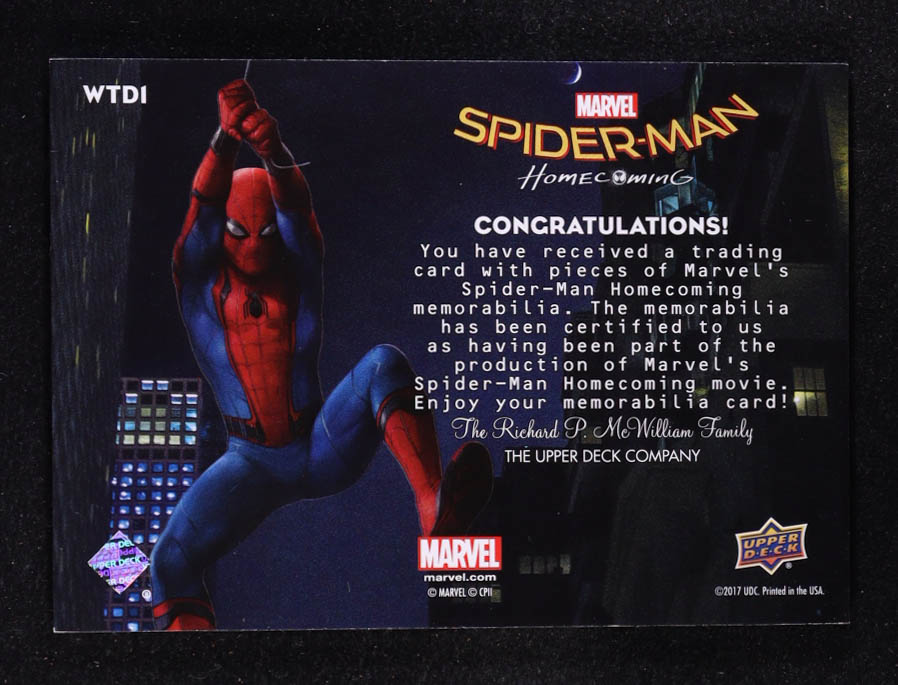 WTD1
MARVEL
SPIDER-MAN
HOMECOMING
CONGRATULATIONS!
You have received a trading
card with pieces of Marvel's
Spider-Man Homecoming
memorabilia. The memorabilia
has been certified to us
as having been part of the
production of Marvel's
Spider-Man Homecoming movie.
Enjoy your memorabilia card!
The Richard P. McWilliam Family
THE UPPER DECK COMPANY
UPPER DECK
MARVEL
marvel.com
© MARVEL © CPII
UPPER
D·E·C·K
®
©2017 UDC. Printed in the USA.